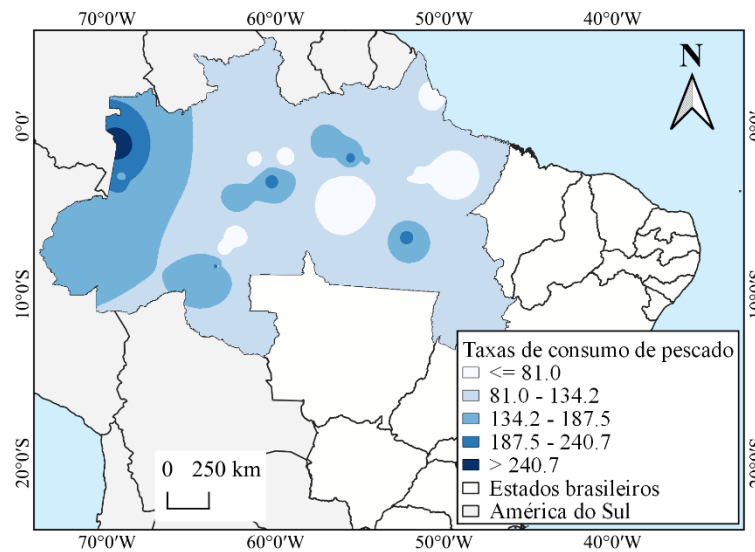 70°0'W 60°0'W 50°0'W 40°0'W
N
0°0' 0°0'
10°0'S 10°0'S
20°0'S 20°0'S
Taxas de consumo de pescado
<= 81.0
81.0 - 134.2
134.2 - 187.5
187.5 - 240.7
> 240.7
Estados brasileiros
América do Sul
0 250 km
70°0'W 60°0'W 50°0'W 40°0'W